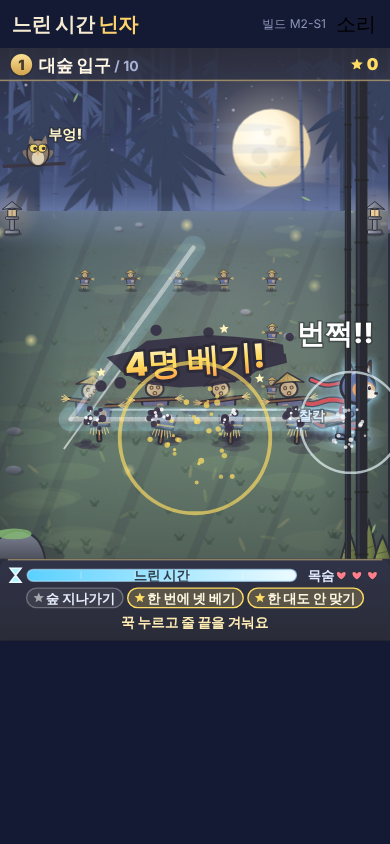 느린 시간 닌자
빌드 M2-S1 소리
1 대숲 입구 / 10 ★ 0
부엉!
번쩍!!
4명 베기!
찰칵
느린 시간 목숨 ♥ ♥ ♥
★ 숲 지나가기 ★ 한 번에 넷 베기 ★ 한 대도 안 맞기
꾹 누르고 줄 끝을 겨눠요